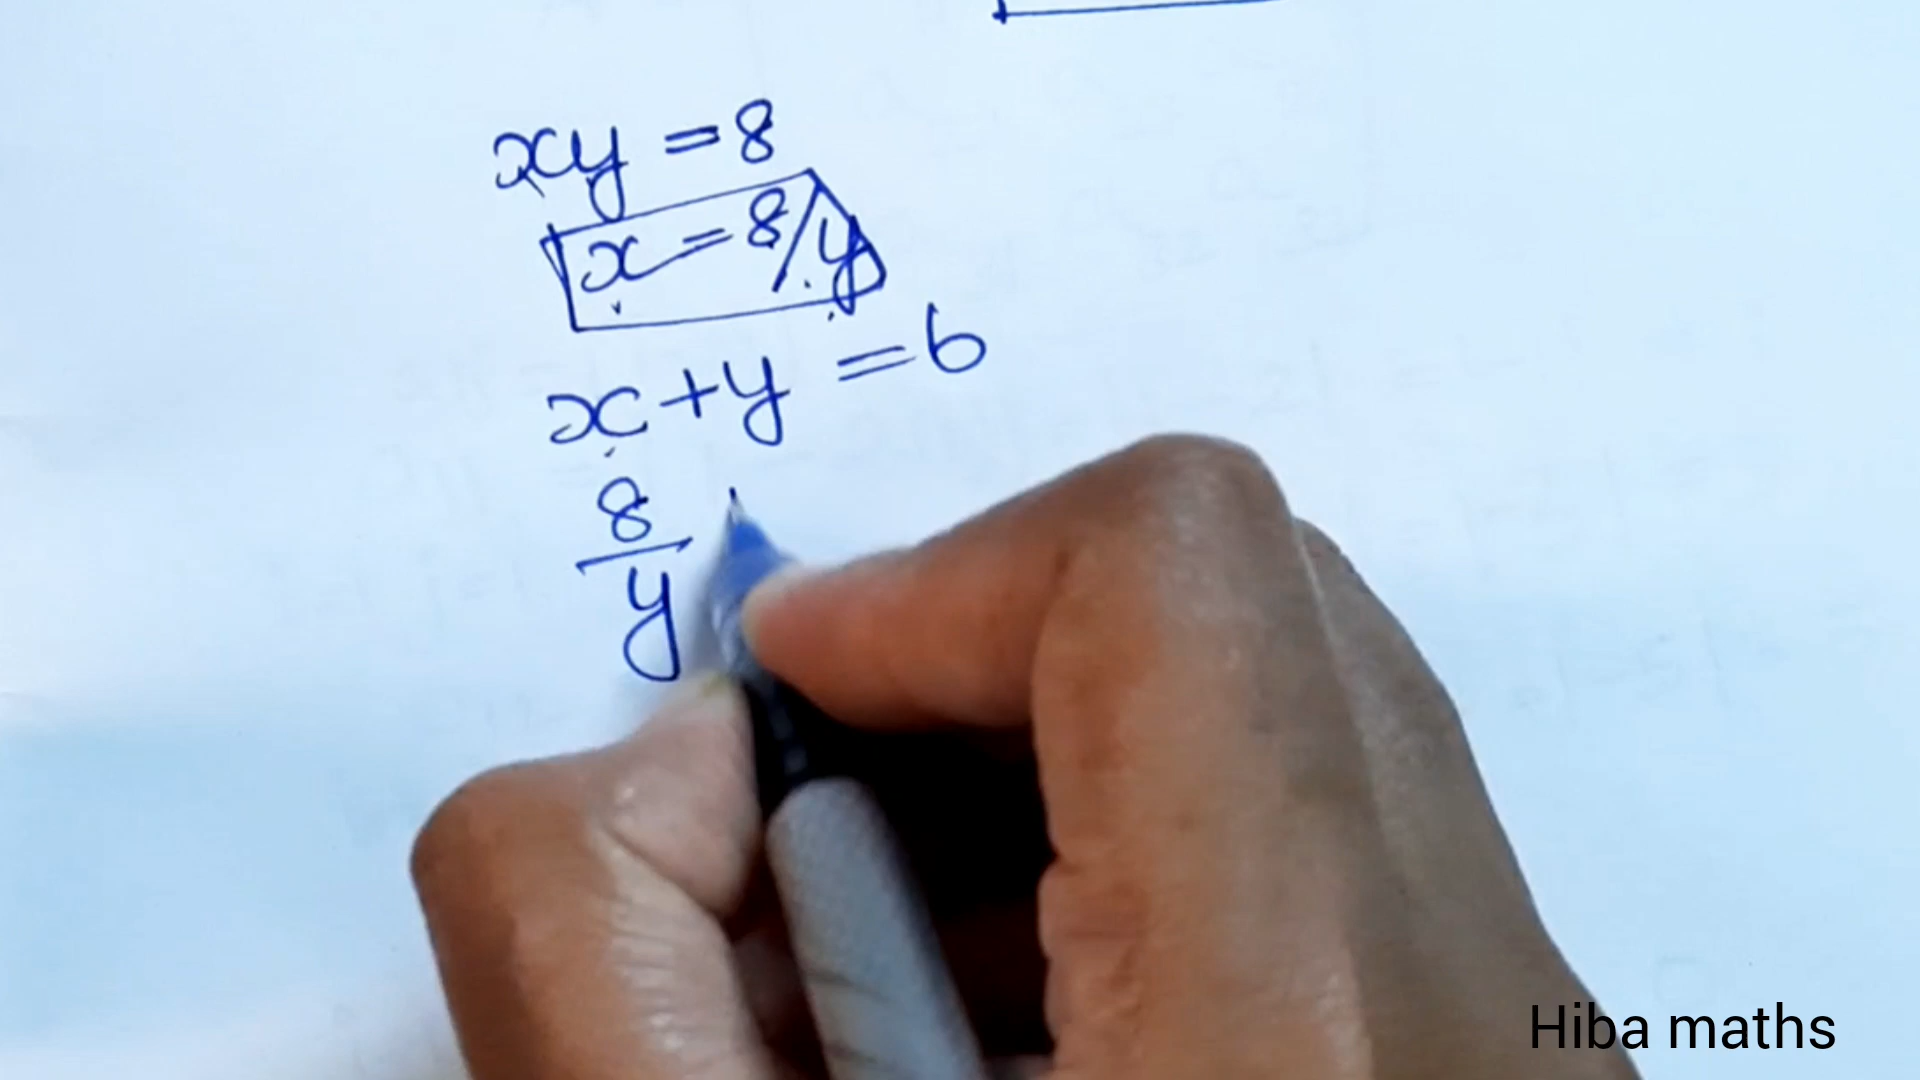 xy = 8
x = 8/y
x + y = 6
8
y
Hiba maths